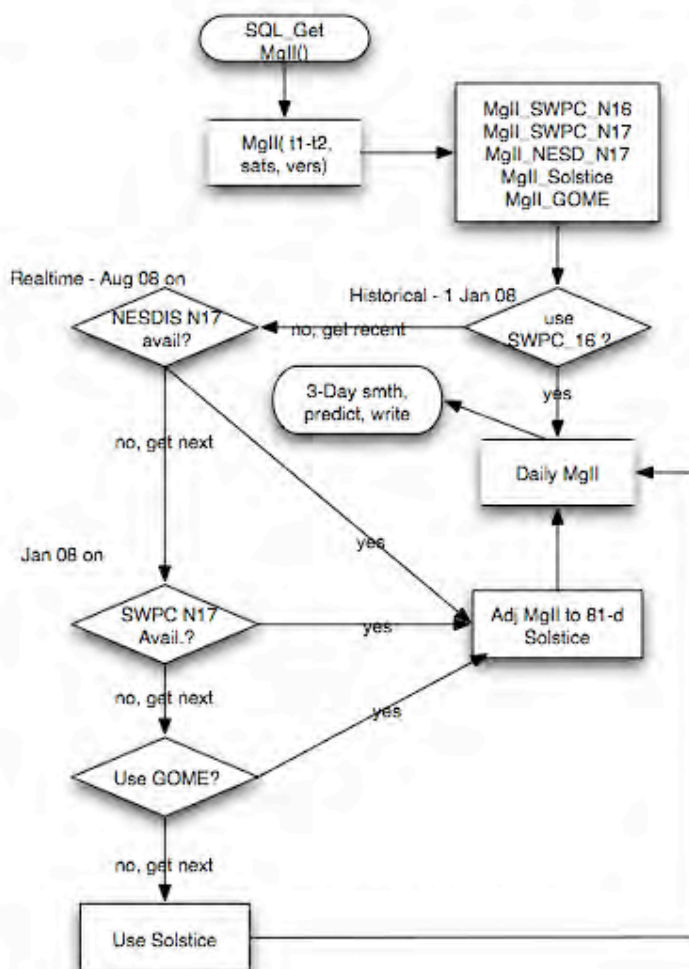 SQL_Get
MgII()
MgII( t1-t2,
sats, vers)
MgII_SWPC_N16
MgII_SWPC_N17
MgII_NESD_N17
MgII_Solstice
MgII_GOME
Realtime - Aug 08 on
Historical - 1 Jan 08
NESDIS N17
avail?
no, get recent
use
SWPC_16 ?
yes
3-Day smth,
predict, write
no, get next
Daily MgII
yes
Jan 08 on
SWPC N17
Avail.?
yes
Adj MgII to 81-d
Solstice
no, get next
yes
Use GOME?
no, get next
Use Solstice